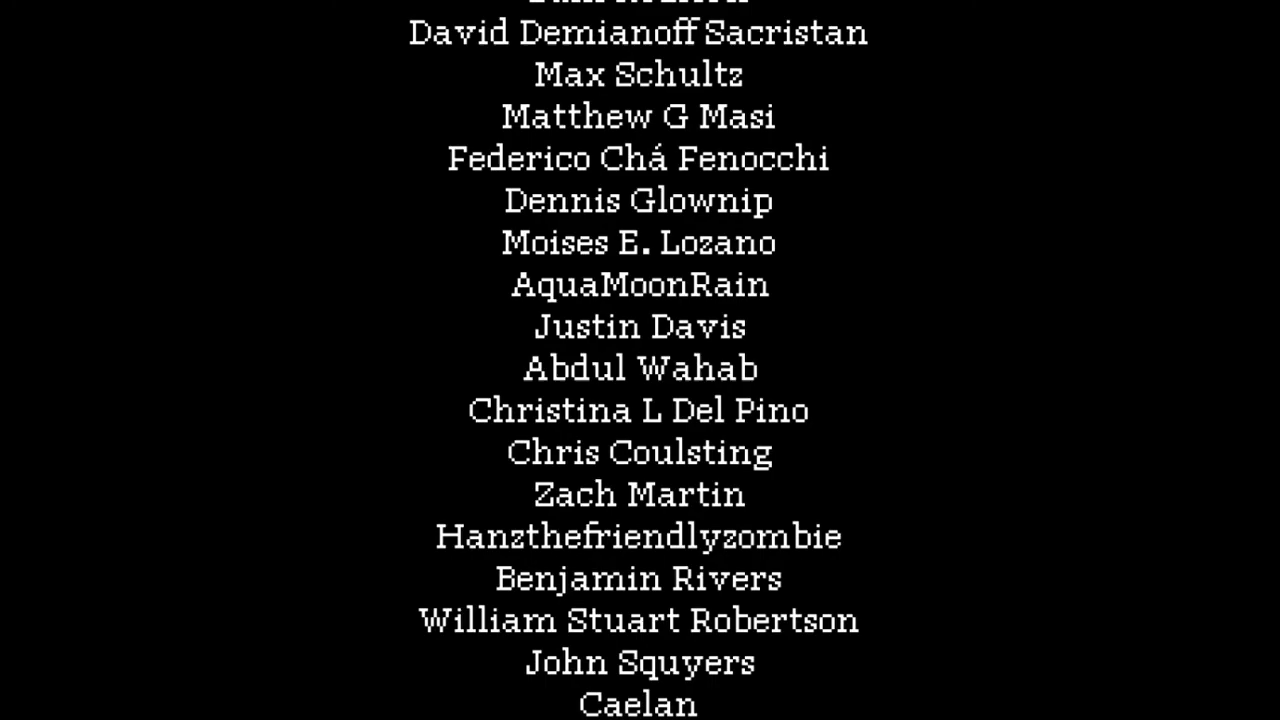 David Demianoff Sacristan
Max Schultz
Matthew G Masi
Federico Chá Fenocchi
Dennis Glownip
Moises E. Lozano
AquaMoonRain
Justin Davis
Abdul Wahab
Christina L Del Pino
Chris Coulsting
Zach Martin
Hanzthefriendlyzombie
Benjamin Rivers
William Stuart Robertson
John Squyers
Caelan